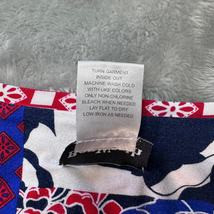 TURN GARMENT
INSIDE OUT
MACHINE WASH COLD
WITH LIKE COLORS
ONLY NON-CHLORINE
BLEACH WHEN NEEDED
LAY FLAT TO DRY
LOW IRON AS NEEDED